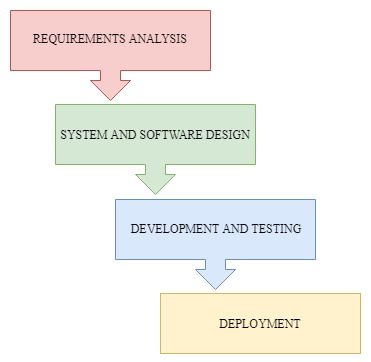 REQUIREMENTS ANALYSIS
SYSTEM AND SOFTWARE DESIGN
DEVELOPMENT AND TESTING
DEPLOYMENT